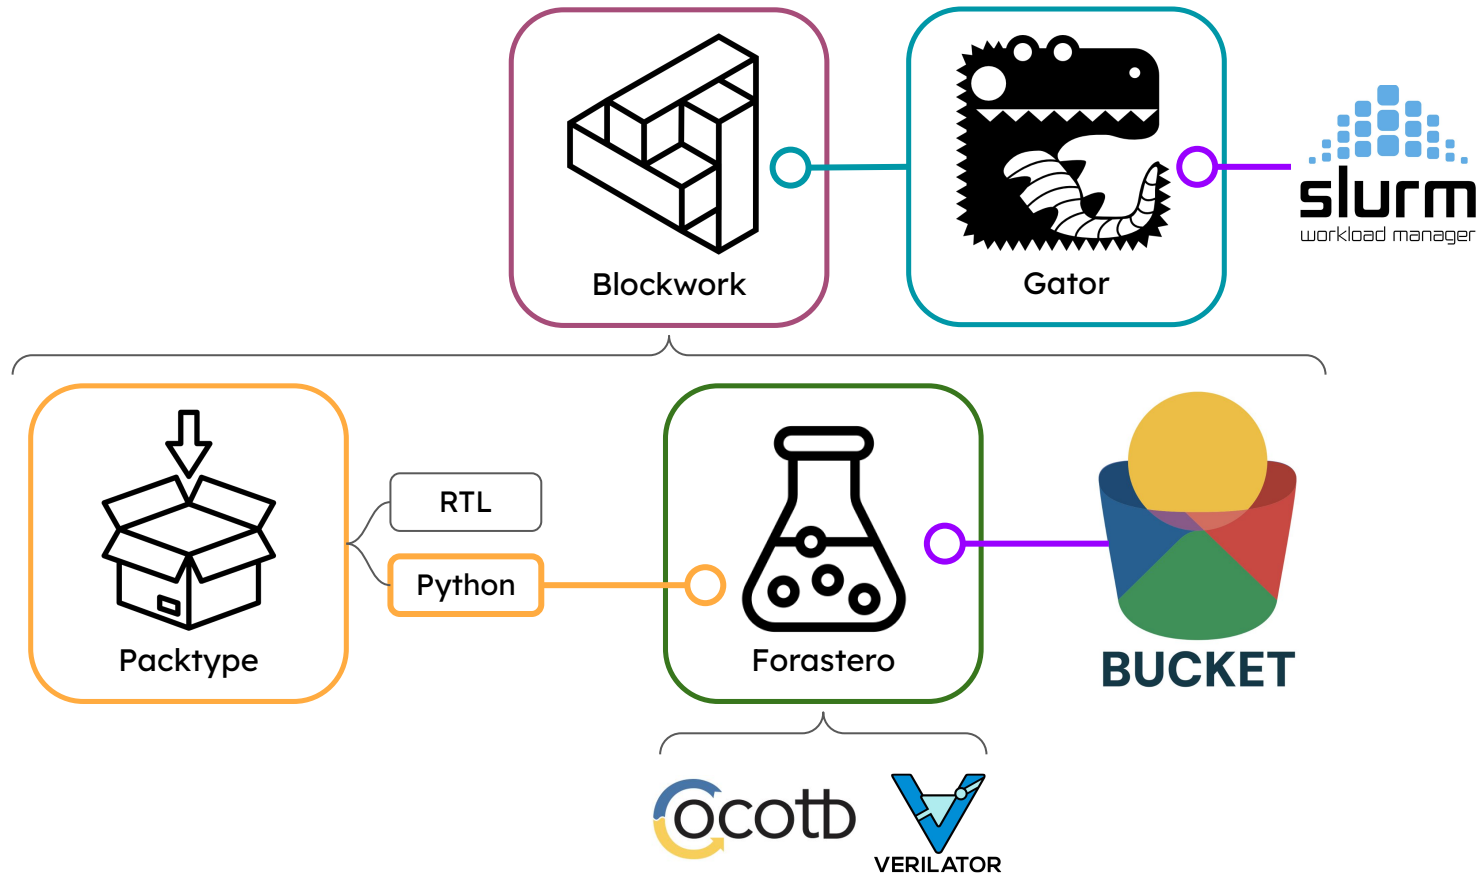 Blockwork
Gator
slurm
workload manager
RTL
Python
Packtype
Forastero
BUCKET
cocotb
VERILATOR